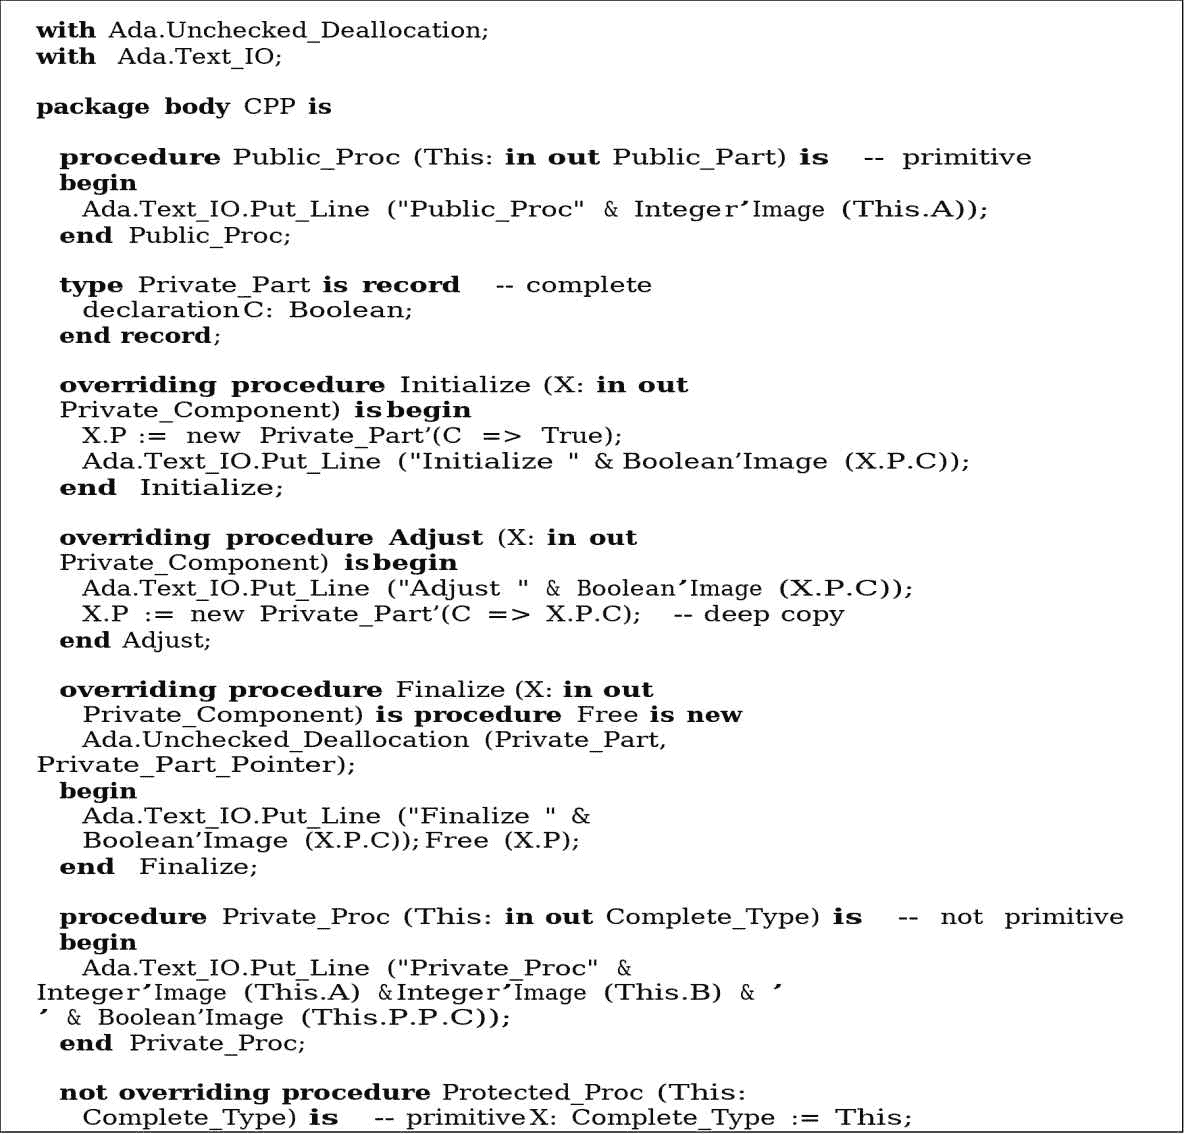 with Ada.Unchecked_Deallocation;
with Ada.Text_IO;
package body CPP is
procedure Public_Proc (This: in out Public_Part) is -- primitive
begin
Ada.Text_IO.Put_Line ("Public_Proc" & Integer’Image (This.A));
end Public_Proc;
type Private_Part is record -- complete
declarationC: Boolean;
end record;
overriding procedure Initialize (X: in out
Private_Component) isbegin
X.P := new Private_Part’(C => True);
Ada.Text_IO.Put_Line ("Initialize " & Boolean’Image (X.P.C));
end Initialize;
overriding procedure Adjust (X: in out
Private_Component) isbegin
Ada.Text_IO.Put_Line ("Adjust " & Boolean’Image (X.P.C));
X.P := new Private_Part’(C => X.P.C); -- deep copy
end Adjust;
overriding procedure Finalize (X: in out
Private_Component) is procedure Free is new
Ada.Unchecked_Deallocation (Private_Part,
Private_Part_Pointer);
begin
Ada.Text_IO.Put_Line ("Finalize " &
Boolean’Image (X.P.C)); Free (X.P);
end Finalize;
procedure Private_Proc (This: in out Complete_Type) is -- not primitive
begin
Ada.Text_IO.Put_Line ("Private_Proc" &
Integer’Image (This.A) &Integer’Image (This.B) & ’
’ & Boolean’Image (This.P.P.C));
end Private_Proc;
not overriding procedure Protected_Proc (This:
Complete_Type) is -- primitiveX: Complete_Type := This;